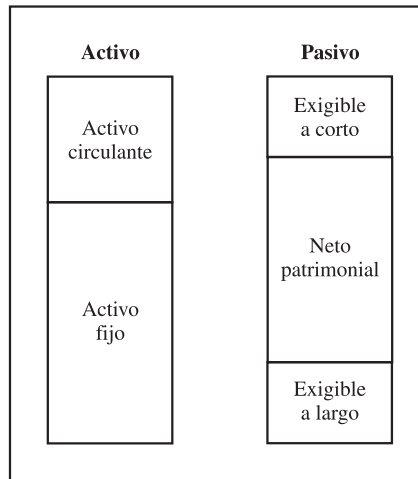 Activo
Activo
circulante
Activo
fijo
Pasivo
Exigible
a corto
Neto
patrimonial
Exigible
a largo